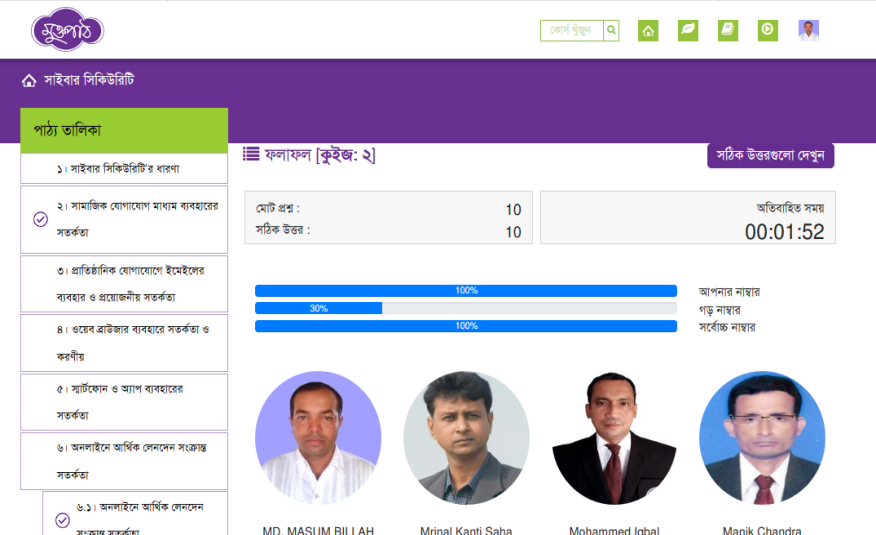 মুক্তপাঠ
কোর্স খুঁজুন
সাইবার সিকিউরিটি
পাঠ্য তালিকা
১। সাইবার সিকিউরিটি'র ধারণা
২। সামাজিক যোগাযোগ মাধ্যম ব্যবহারের
সতর্কতা
৩। প্রাতিষ্ঠানিক যোগাযোগে ইমেইলের
ব্যবহার ও প্রয়োজনীয় সতর্কতা
৪। ওয়েব ব্রাউজার ব্যবহারে সতর্কতা ও
করণীয়
৫। স্মার্টফোন ও অ্যাপ ব্যবহারের
সতর্কতা
৬। অনলাইনে আর্থিক লেনদেন সংক্রান্ত
সতর্কতা
৬.১। অনলাইনে আর্থিক লেনদেন
সংক্রান্ত সতর্কতা
ফলাফল [কুইজ: ২]
সঠিক উত্তরগুলো দেখুন
মোট প্রশ্ন : 10
সঠিক উত্তর : 10
অতিবাহিত সময়
00:01:52
100% আপনার নাম্বার
30% গড় নাম্বার
100% সর্বোচ্চ নাম্বার
MD. MASUM BILLAH
Mrinal Kanti Saha
Mohammed Iqbal
Manik Chandra